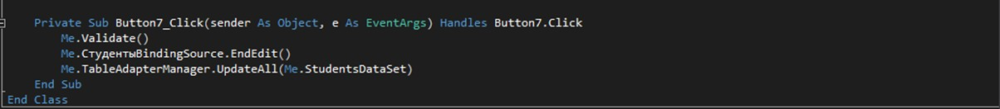 Private Sub Button7_Click(sender As Object, e As EventArgs) Handles Button7.Click
Me.Validate()
Me.СтудентыBindingSource.EndEdit()
Me.TableAdapterManager.UpdateAll(Me.StudentsDataSet)
End Sub
End Class